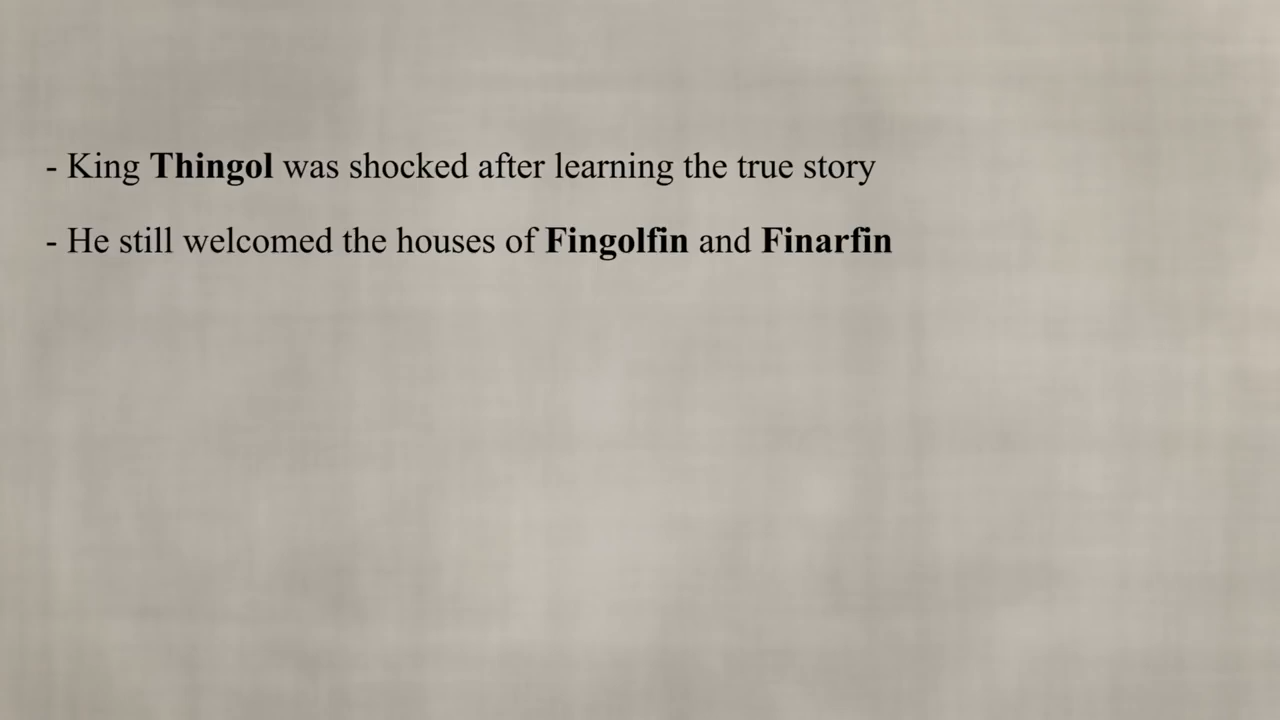 - King Thingol was shocked after learning the true story
- He still welcomed the houses of Fingolfin and Finarfin